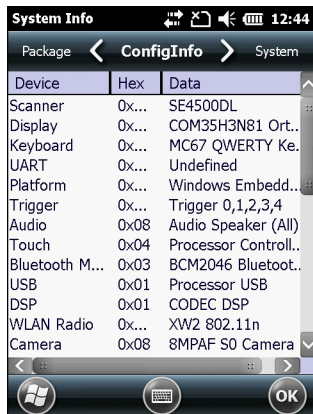 System Info 12:44
Package ConfigInfo System
Device Hex Data
Scanner 0x... SE4500DL
Display 0x... COM35H3N81 Ort...
Keyboard 0x... MC67 QWERTY Ke...
UART 0x... Undefined
Platform 0x... Windows Embedd...
Trigger 0x... Trigger 0,1,2,3,4
Audio 0x08 Audio Speaker (All)
Touch 0x04 Processor Controll...
Bluetooth M... 0x03 BCM2046 Bluetoot...
USB 0x01 Processor USB
DSP 0x01 CODEC DSP
WLAN Radio 0x... XW2 802.11n
Camera 0x08 8MPAF S0 Camera
OK